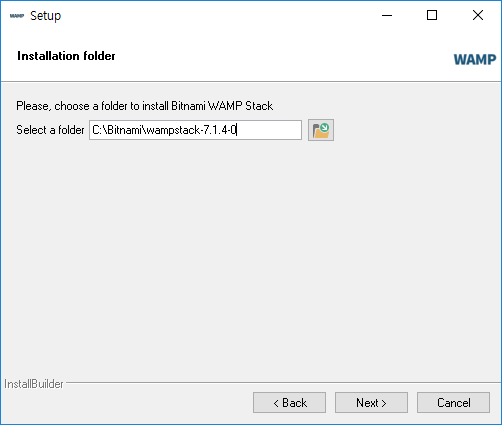 WAMP Setup
Installation folder
WAMP
Please, choose a folder to install Bitnami WAMP Stack
Select a folder C:\Bitnami\wampstack-7.1.4-0
InstallBuilder
< Back Next > Cancel